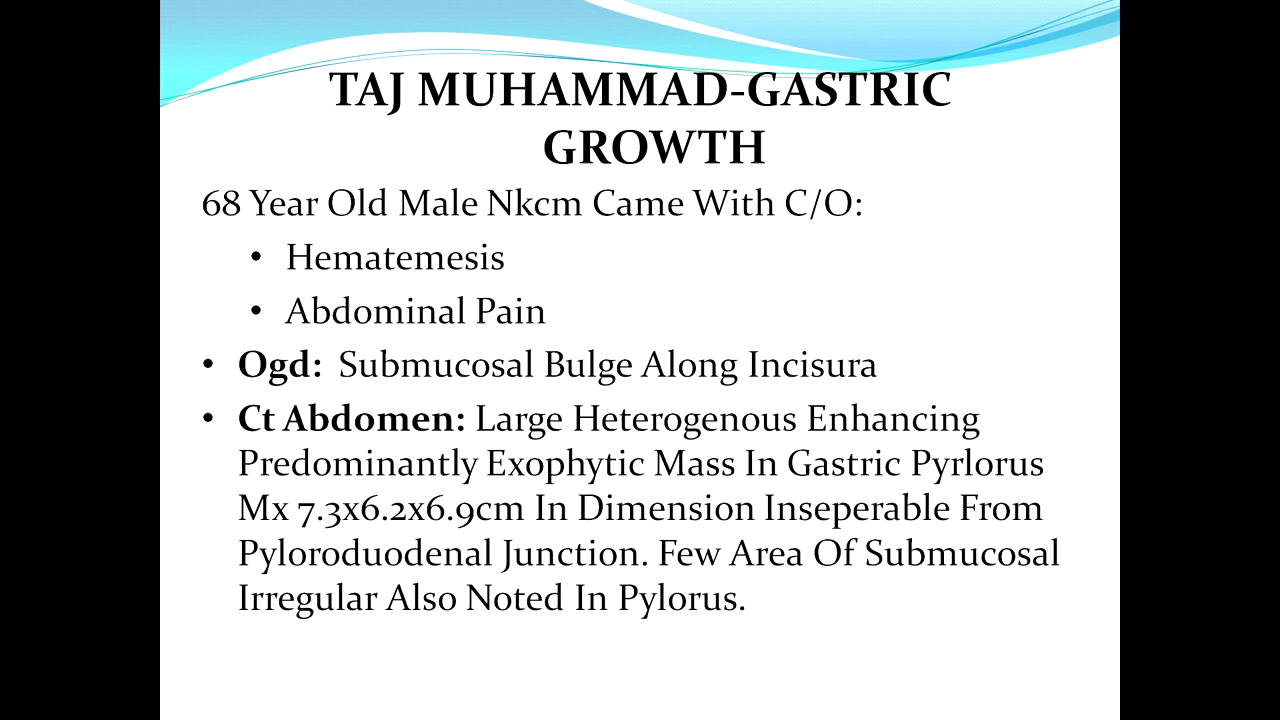 TAJ MUHAMMAD-GASTRIC
GROWTH
68 Year Old Male Nkcm Came With C/O:
• Hematemesis
• Abdominal Pain
• Ogd: Submucosal Bulge Along Incisura
• Ct Abdomen: Large Heterogenous Enhancing
Predominantly Exophytic Mass In Gastric Pyrlorus
Mx 7.3x6.2x6.9cm In Dimension Inseperable From
Pyloroduodenal Junction. Few Area Of Submucosal
Irregular Also Noted In Pylorus.